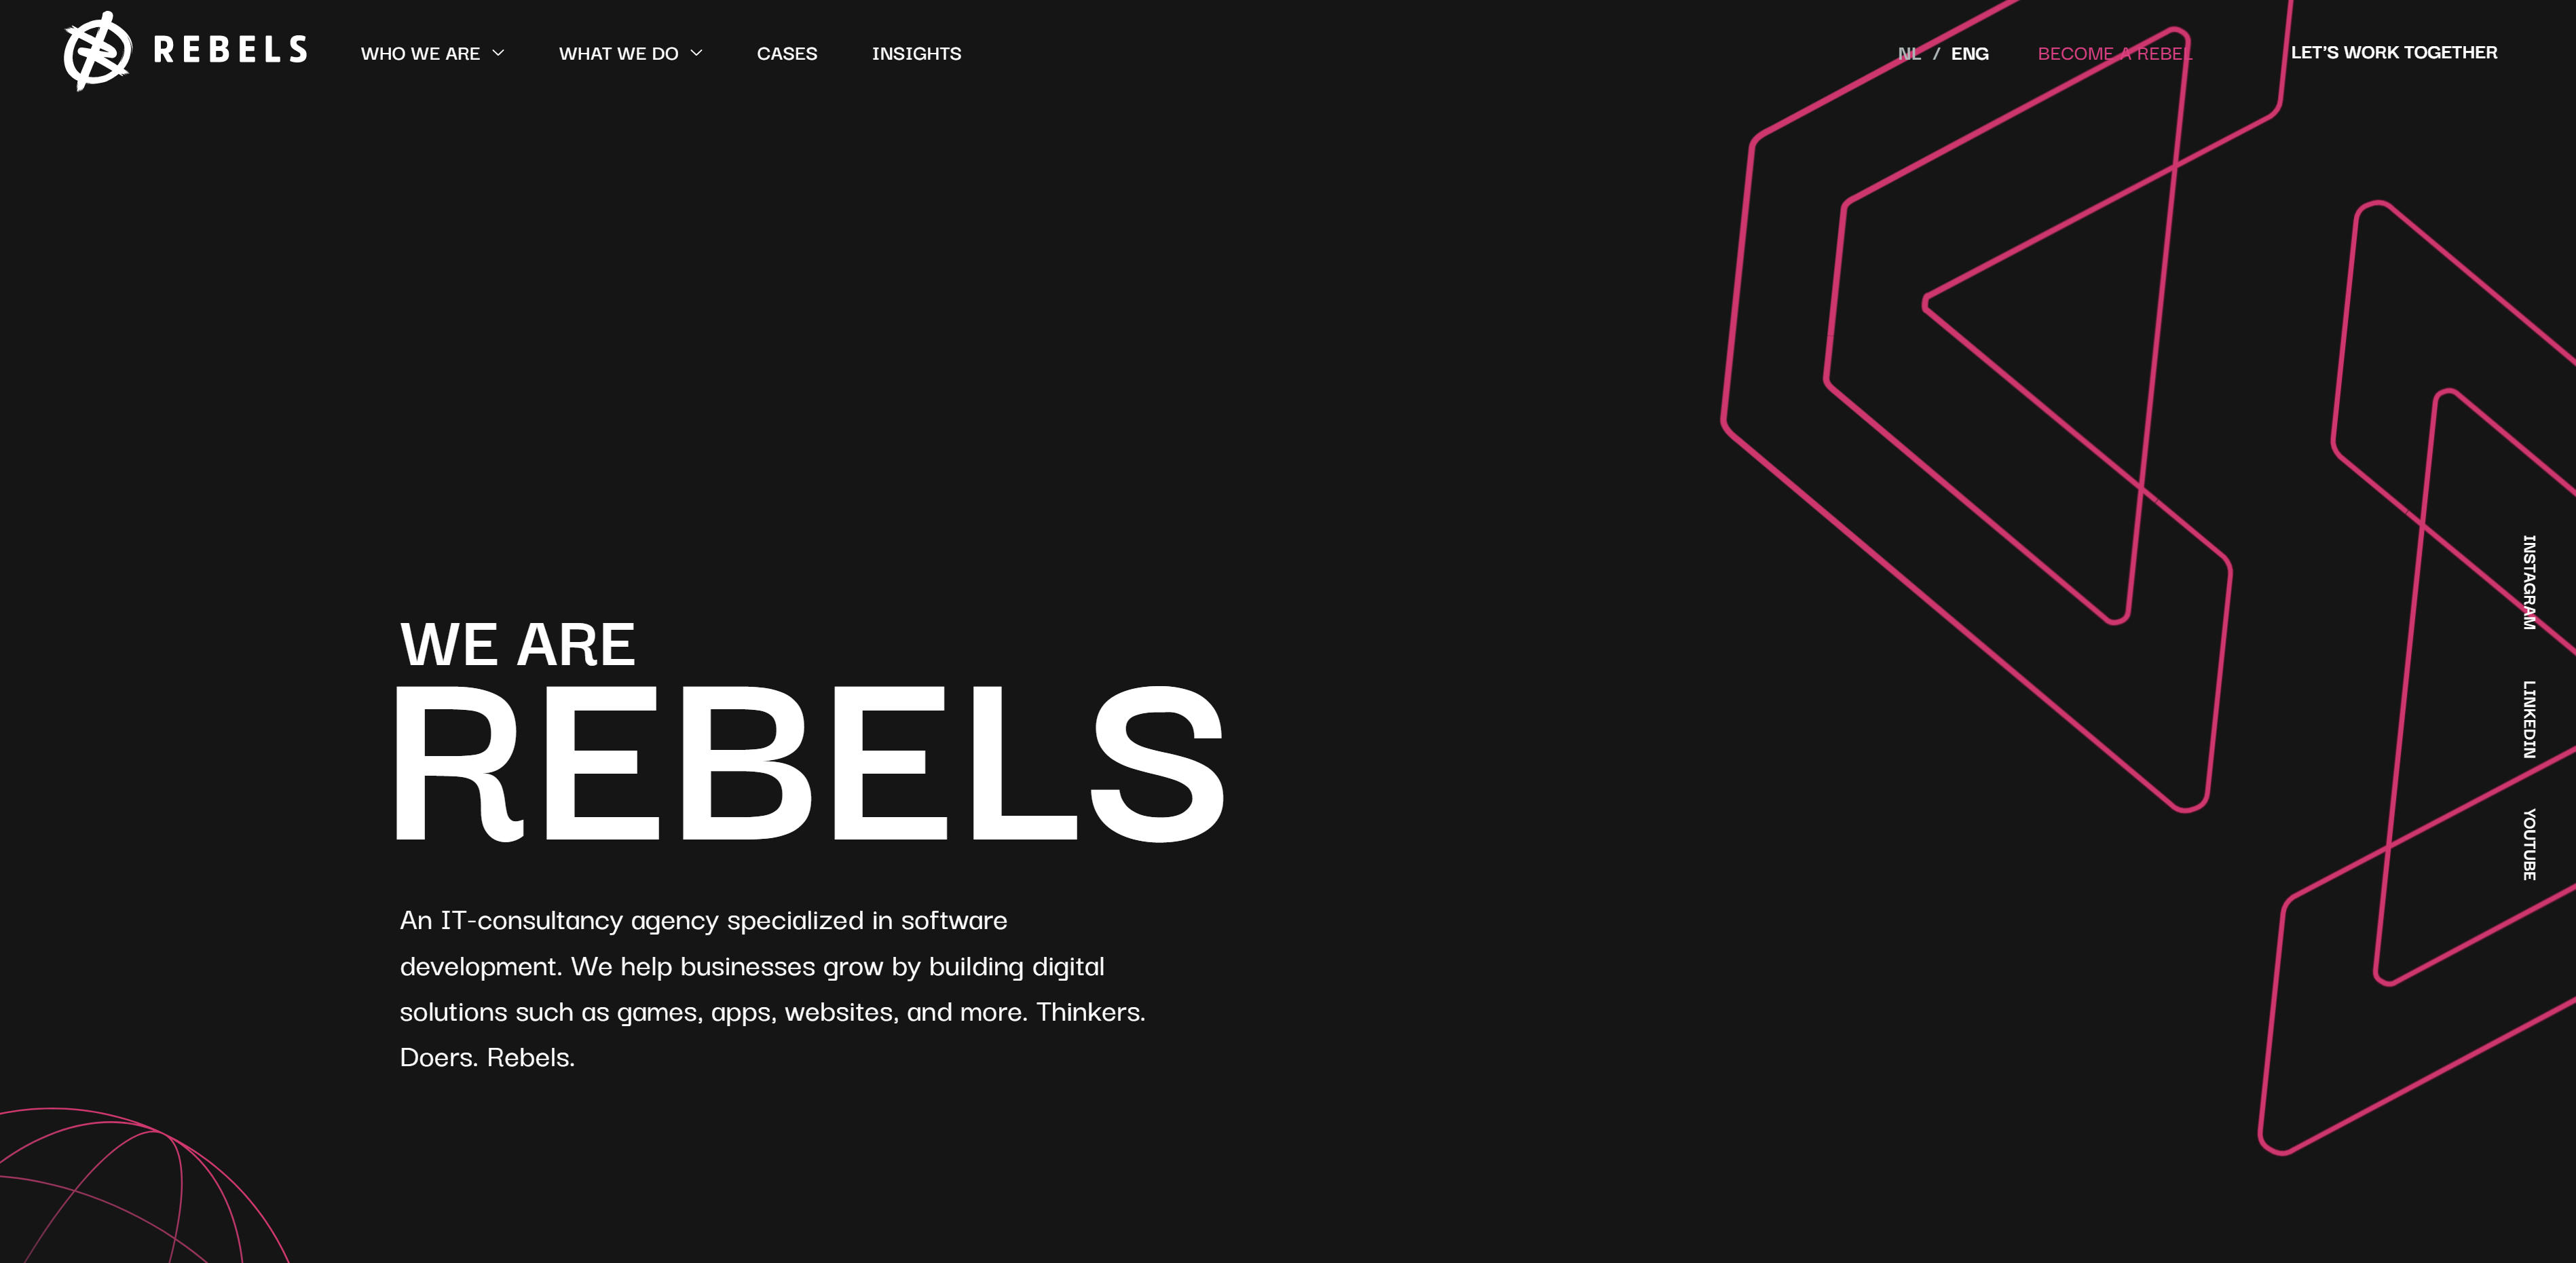 REBELS
WHO WE ARE
WHAT WE DO
CASES
INSIGHTS
NL / ENG
BECOME A REBEL
LET'S WORK TOGETHER
WE ARE
REBELS
An IT-consultancy agency specialized in software
development. We help businesses grow by building digital
solutions such as games, apps, websites, and more. Thinkers.
Doers. Rebels.
INSTAGRAM
LINKEDIN
YOUTUBE